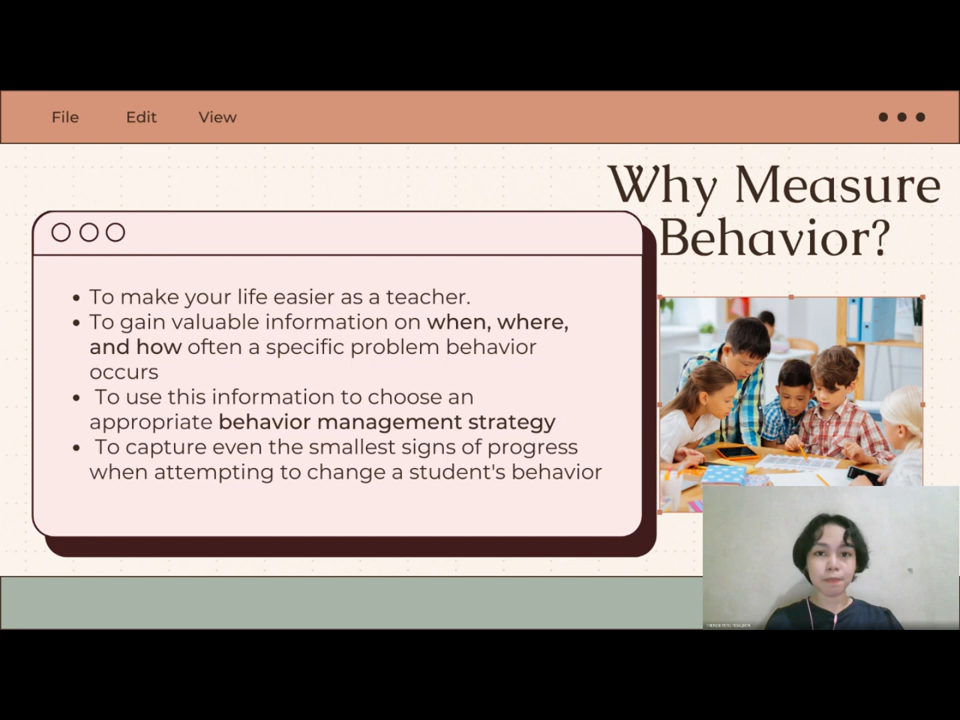 File Edit View
Why Measure
Behavior?
• To make your life easier as a teacher.
• To gain valuable information on when, where,
and how often a specific problem behavior
occurs
• To use this information to choose an
appropriate behavior management strategy
• To capture even the smallest signs of progress
when attempting to change a student's behavior